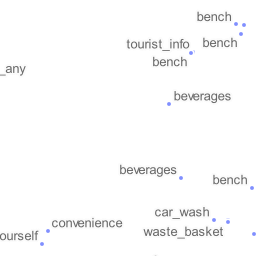 bench
tourist_info
bench
bench
_any
beverages
beverages
bench
car_wash
convenience
waste_basket
ourself